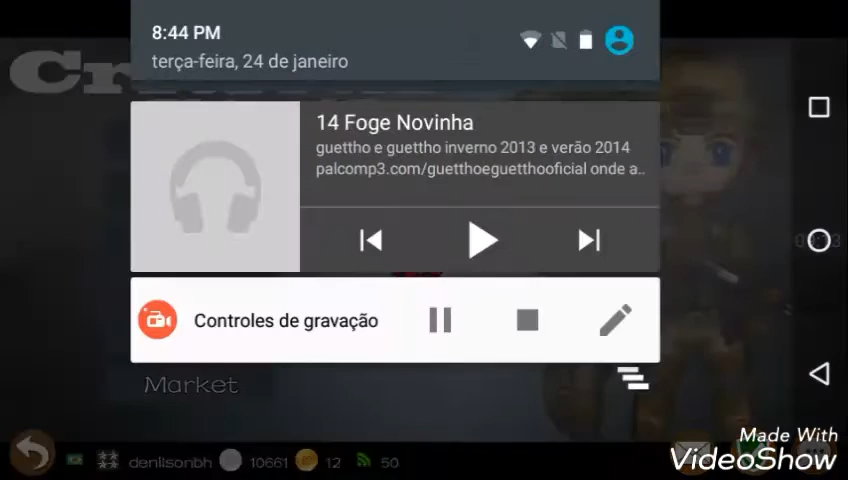 8:44 PM
terça-feira, 24 de janeiro
14 Foge Novinha
guettho e guettho inverno 2013 e verão 2014
palcomp3.com/guetthoeguetthooficial onde a..
Controles de gravação
Market
denilsonbh 10661 12 50
Made With
VideoShow